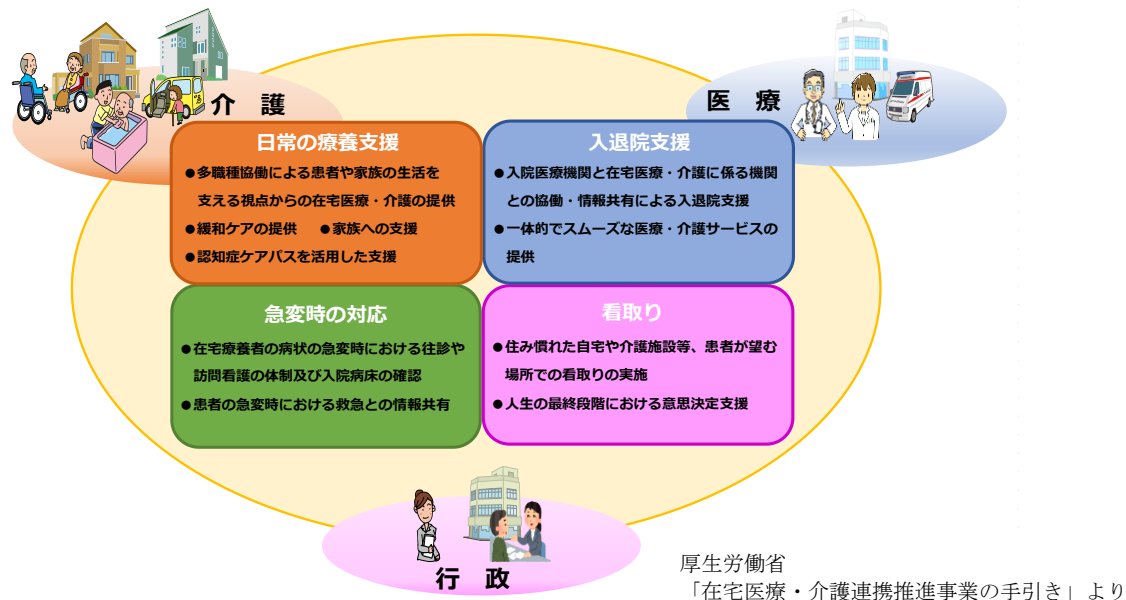 介 護
医 療
日常の療養支援
●多職種協働による患者や家族の生活を
支える視点からの在宅医療・介護の提供
●緩和ケアの提供 ●家族への支援
●認知症ケアパスを活用した支援
入退院支援
●入院医療機関と在宅医療・介護に係る機関
との協働・情報共有による入退院支援
●一体的でスムーズな医療・介護サービスの
提供
急変時の対応
●在宅療養者の病状の急変時における往診や
訪問看護の体制及び入院病床の確認
●患者の急変時における救急との情報共有
看取り
●住み慣れた自宅や介護施設等、患者が望む
場所での看取りの実施
●人生の最終段階における意思決定支援
行 政
厚生労働省
「在宅医療・介護連携推進事業の手引き」より